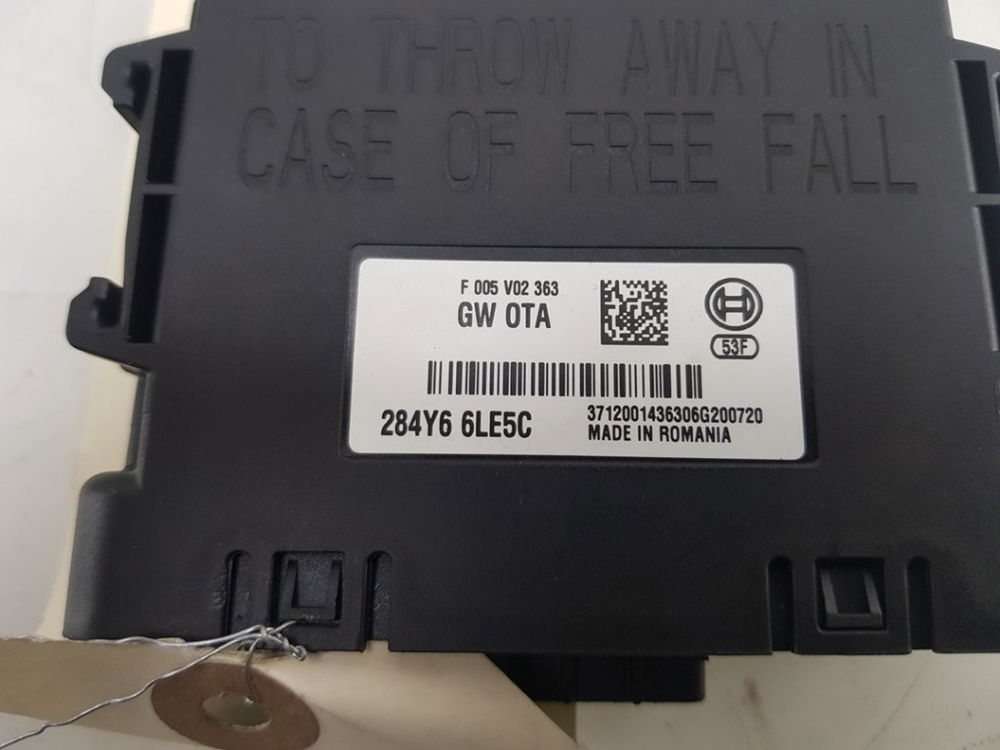 TO THROW AWAY IN
CASE OF FREE FALL
F 005 V02 363
GW OTA
53F
284Y6 6LE5C
3712001436306G200720
MADE IN ROMANIA